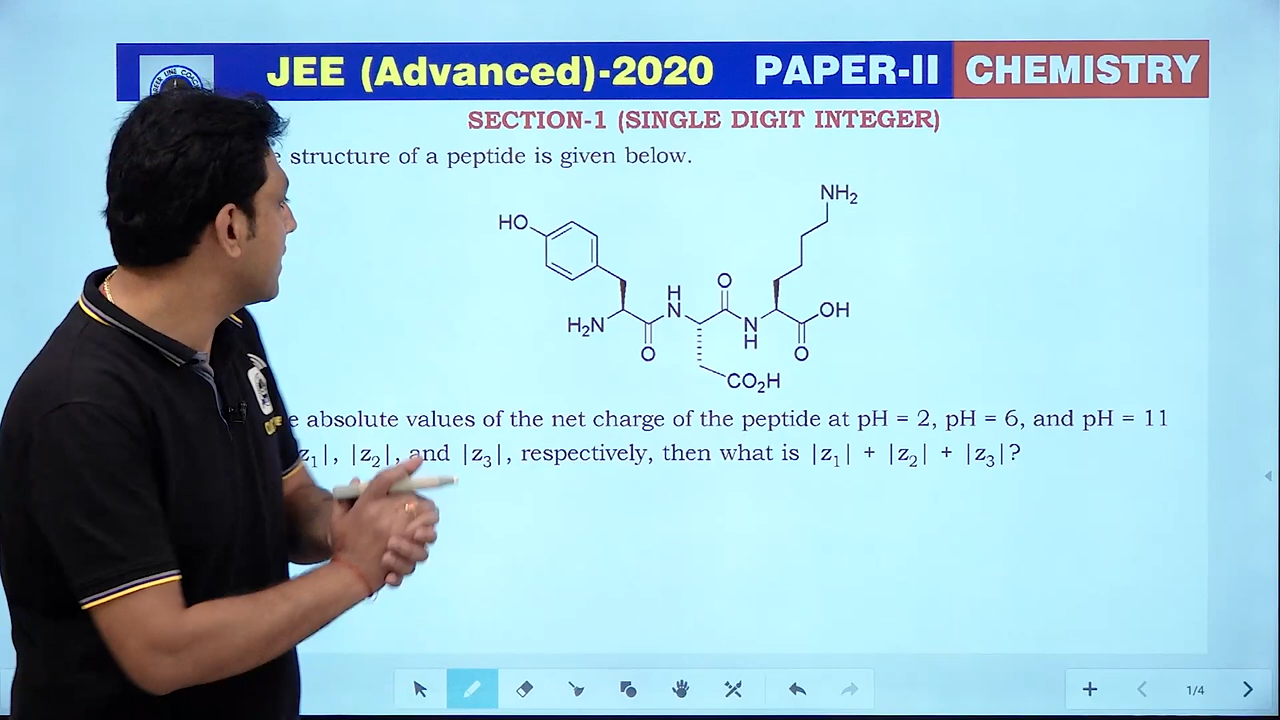 JEE (Advanced)-2020 PAPER-II CHEMISTRY
SECTION-1 (SINGLE DIGIT INTEGER)
structure of a peptide is given below.
NH₂
HO
O
H
N
OH
H₂N
N
H
O
O
CO₂H
absolute values of the net charge of the peptide at pH = 2, pH = 6, and pH = 11
z₁|, |z₂|, and |z₃|, respectively, then what is |z₁| + |z₂| + |z₃|?
1/4